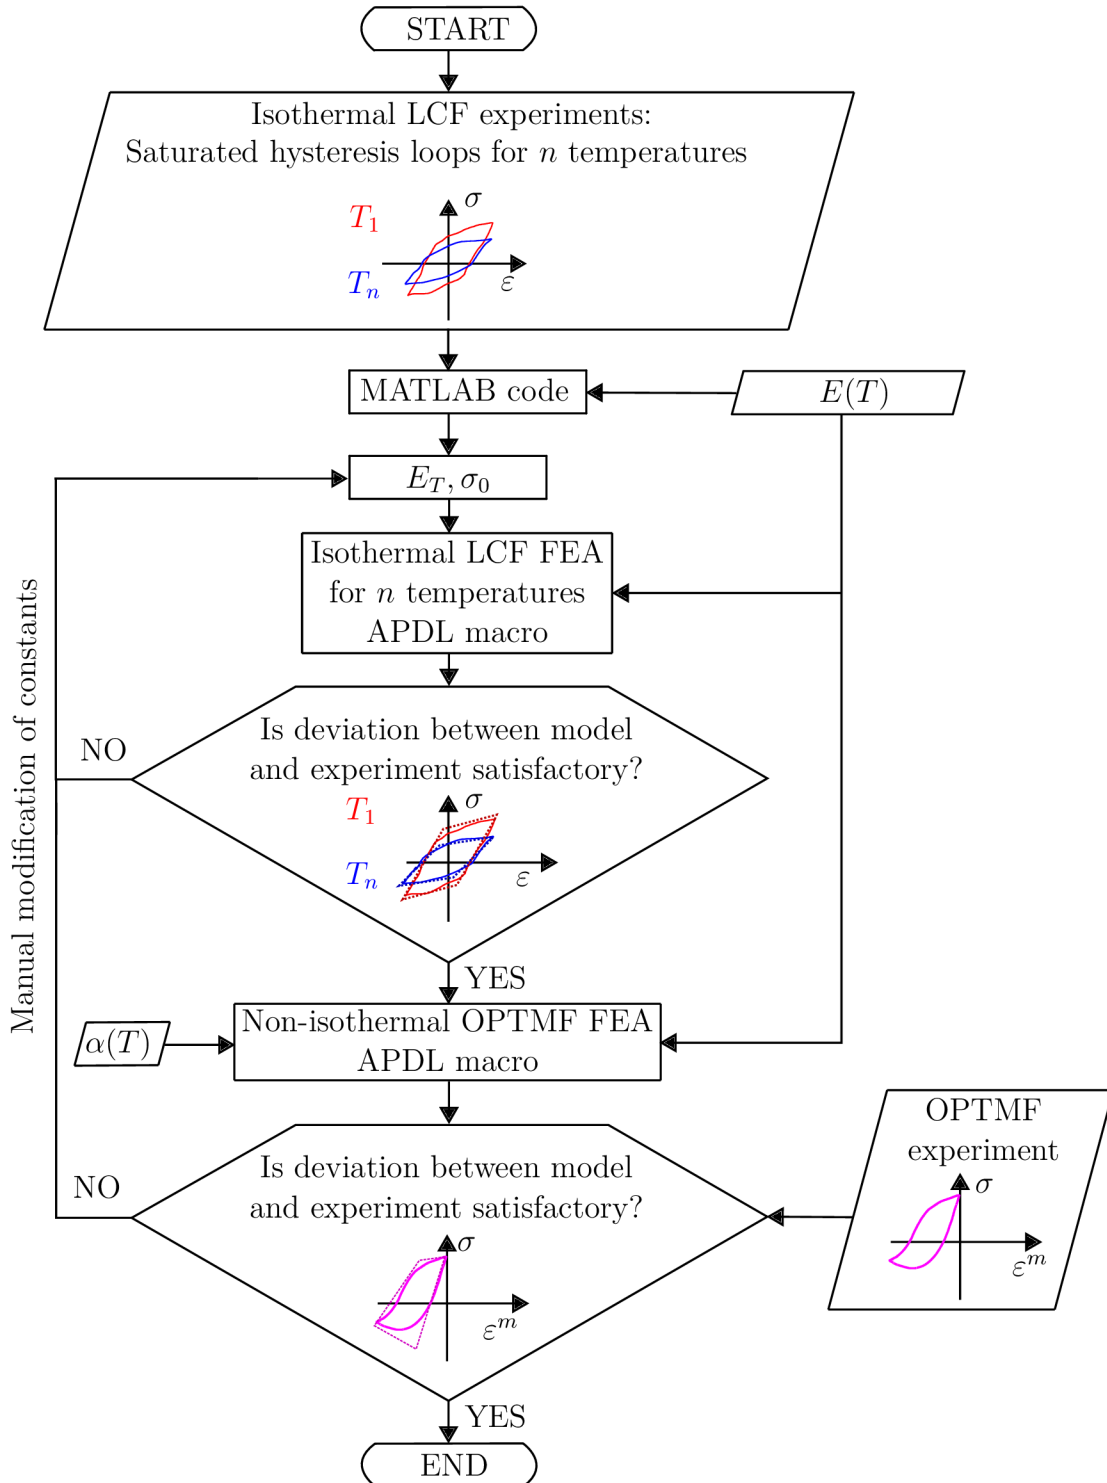 START
Isothermal LCF experiments:
Saturated hysteresis loops for n temperatures
σ
T₁
Tₙ
ε
MATLAB code
E(T)
E_T, σ₀
Isothermal LCF FEA
for n temperatures
APDL macro
Manual modification of constants
Is deviation between model
and experiment satisfactory?
NO
σ
T₁
Tₙ
ε
YES
Non-isothermal OPTMF FEA
APDL macro
α(T)
OPTMF
experiment
σ
εᵐ
Is deviation between model
and experiment satisfactory?
NO
σ
εᵐ
YES
END